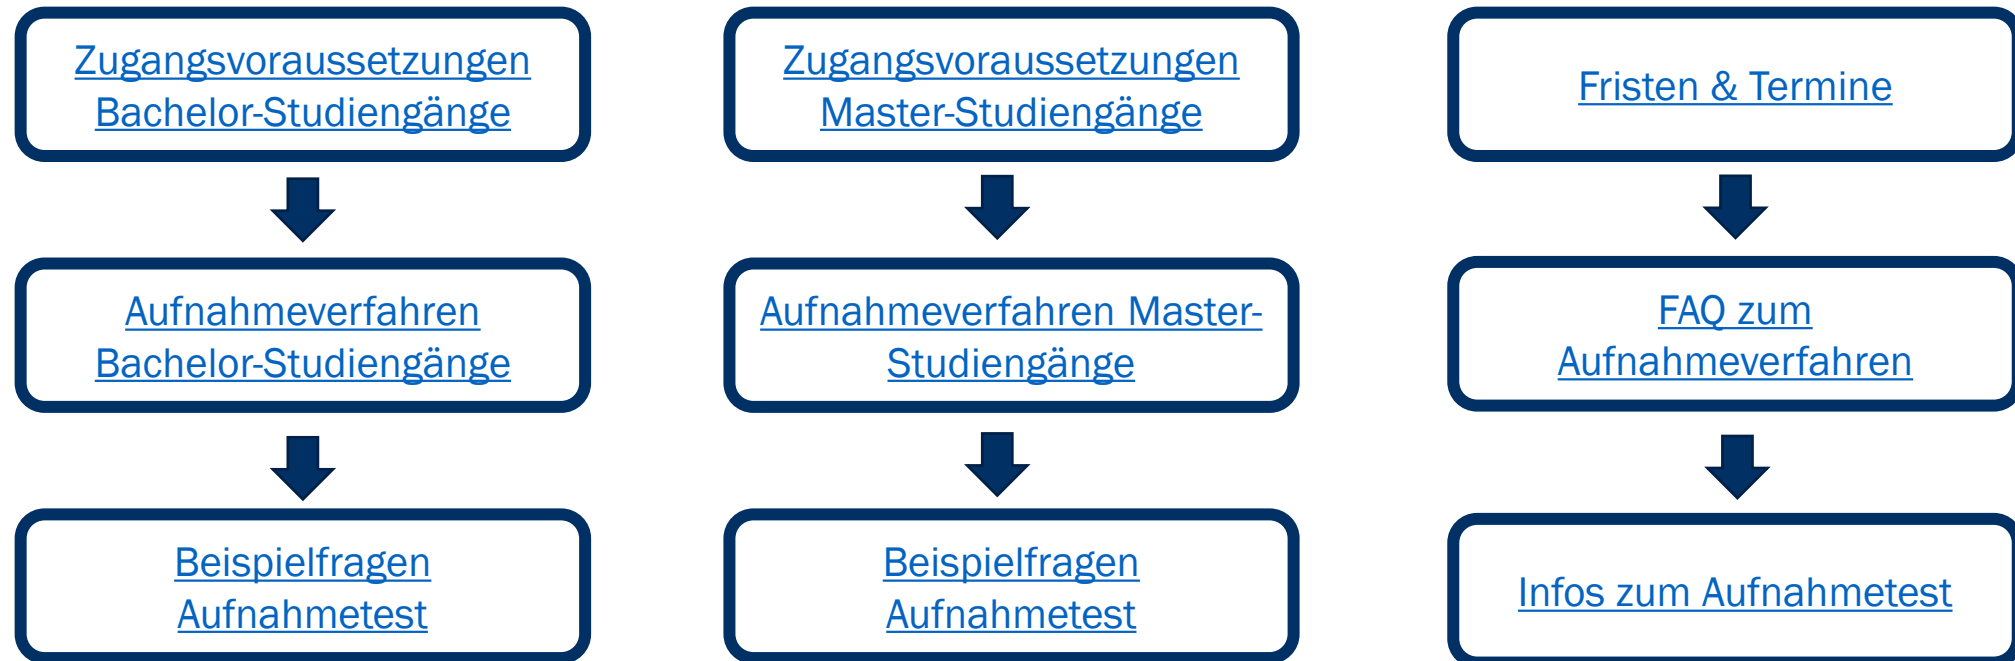 Zugangsvoraussetzungen
Bachelor-Studiengänge
Zugangsvoraussetzungen
Master-Studiengänge
Fristen & Termine
Aufnahmeverfahren
Bachelor-Studiengänge
Aufnahmeverfahren Master-
Studiengänge
FAQ zum
Aufnahmeverfahren
Beispielfragen
Aufnahmetest
Beispielfragen
Aufnahmetest
Infos zum Aufnahmetest